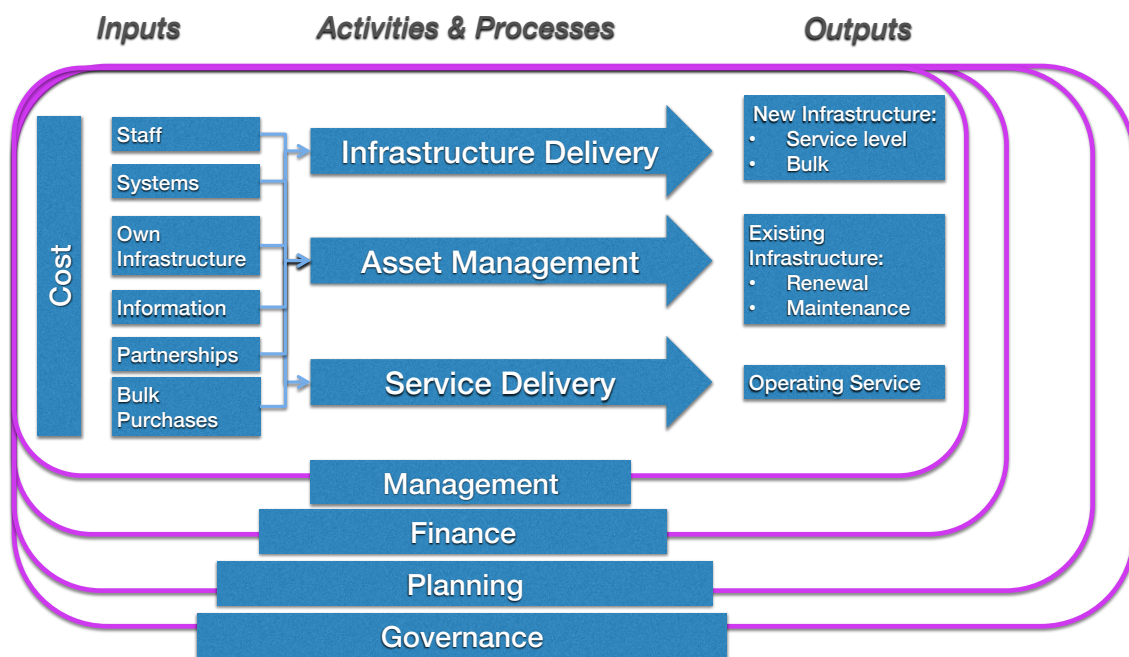 Inputs
Activities & Processes
Outputs
Cost
Staff
Systems
Own
Infrastructure
Information
Partnerships
Bulk
Purchases
Infrastructure Delivery
Asset Management
Service Delivery
New Infrastructure:
• Service level
• Bulk
Existing
Infrastructure:
• Renewal
• Maintenance
Operating Service
Management
Finance
Planning
Governance